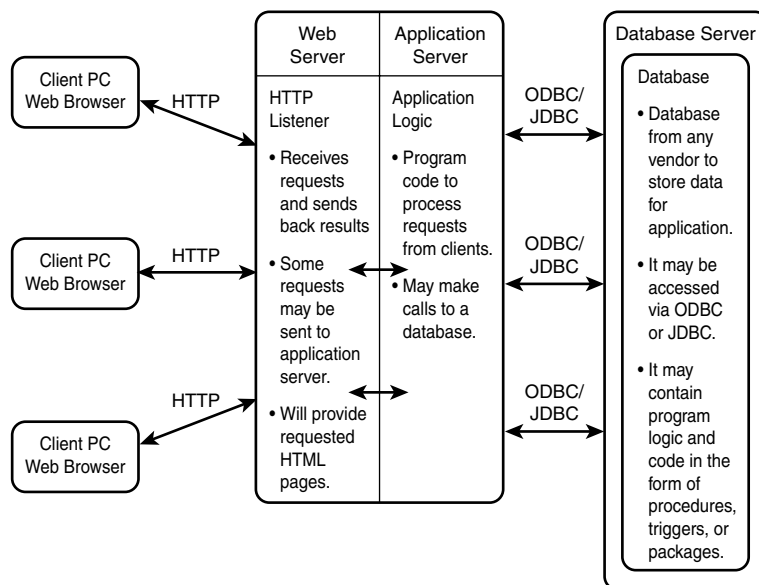 Client PC
Web Browser
HTTP
Client PC
Web Browser
HTTP
Client PC
Web Browser
HTTP
Web
Server
HTTP
Listener
• Receives
requests
and sends
back results
• Some
requests
may be
sent to
application
server.
• Will provide
requested
HTML
pages.
Application
Server
Application
Logic
• Program
code to
process
requests
from clients.
• May make
calls to a
database.
ODBC/
JDBC
ODBC/
JDBC
ODBC/
JDBC
Database Server
Database
• Database
from any
vendor to
store data
for
application.
• It may be
accessed
via ODBC
or JDBC.
• It may
contain
program
logic and
code in the
form of
procedures,
triggers, or
packages.